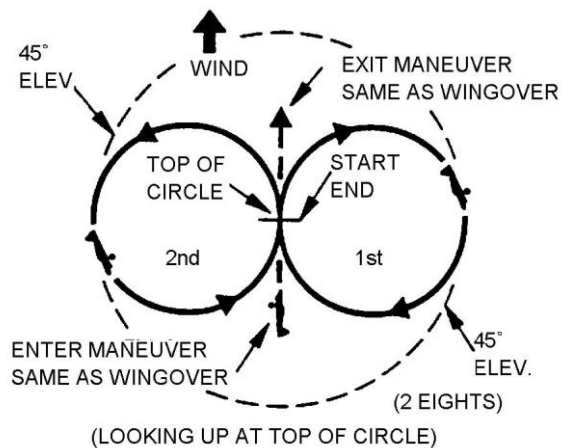 45°
ELEV.
WIND
EXIT MANEUVER
SAME AS WINGOVER
TOP OF
CIRCLE
START
END
2nd
1st
ENTER MANEUVER
SAME AS WINGOVER
45°
ELEV.
(2 EIGHTS)
(LOOKING UP AT TOP OF CIRCLE)